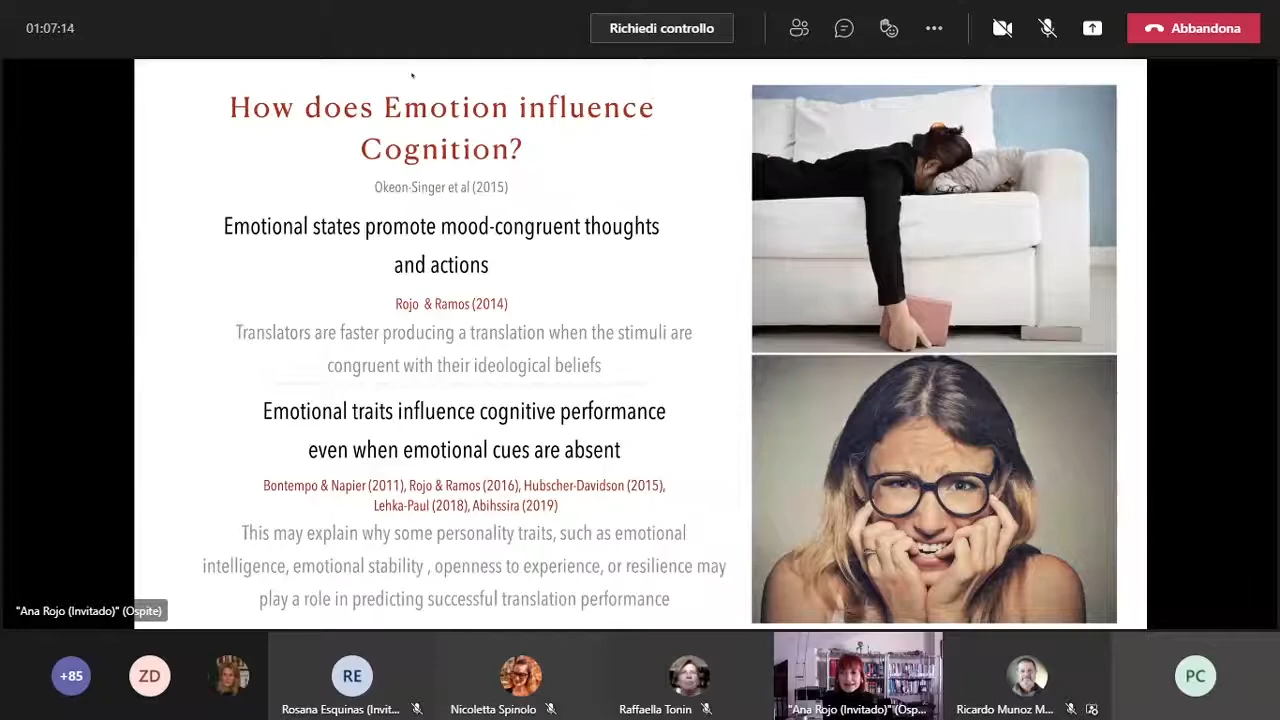 01:07:14
Richiedi controllo
Abbandona
How does Emotion influence
Cognition?
Okeon-Singer et al (2015)
Emotional states promote mood-congruent thoughts
and actions
Rojo & Ramos (2014)
Translators are faster producing a translation when the stimuli are
congruent with their ideological beliefs
Emotional traits influence cognitive performance
even when emotional cues are absent
Bontempo & Napier (2011), Rojo & Ramos (2016), Hubscher-Davidson (2015),
Lehka-Paul (2018), Abihssira (2019)
This may explain why some personality traits, such as emotional
intelligence, emotional stability , openness to experience, or resilience may
play a role in predicting successful translation performance
"Ana Rojo (Invitado)" (Ospite)
+85
ZD
RE
PC
Rosana Esquinas (Invit...
Nicoletta Spinolo
Raffaella Tonin
"Ana Rojo (Invitado)" (Osp...
Ricardo Munoz M...